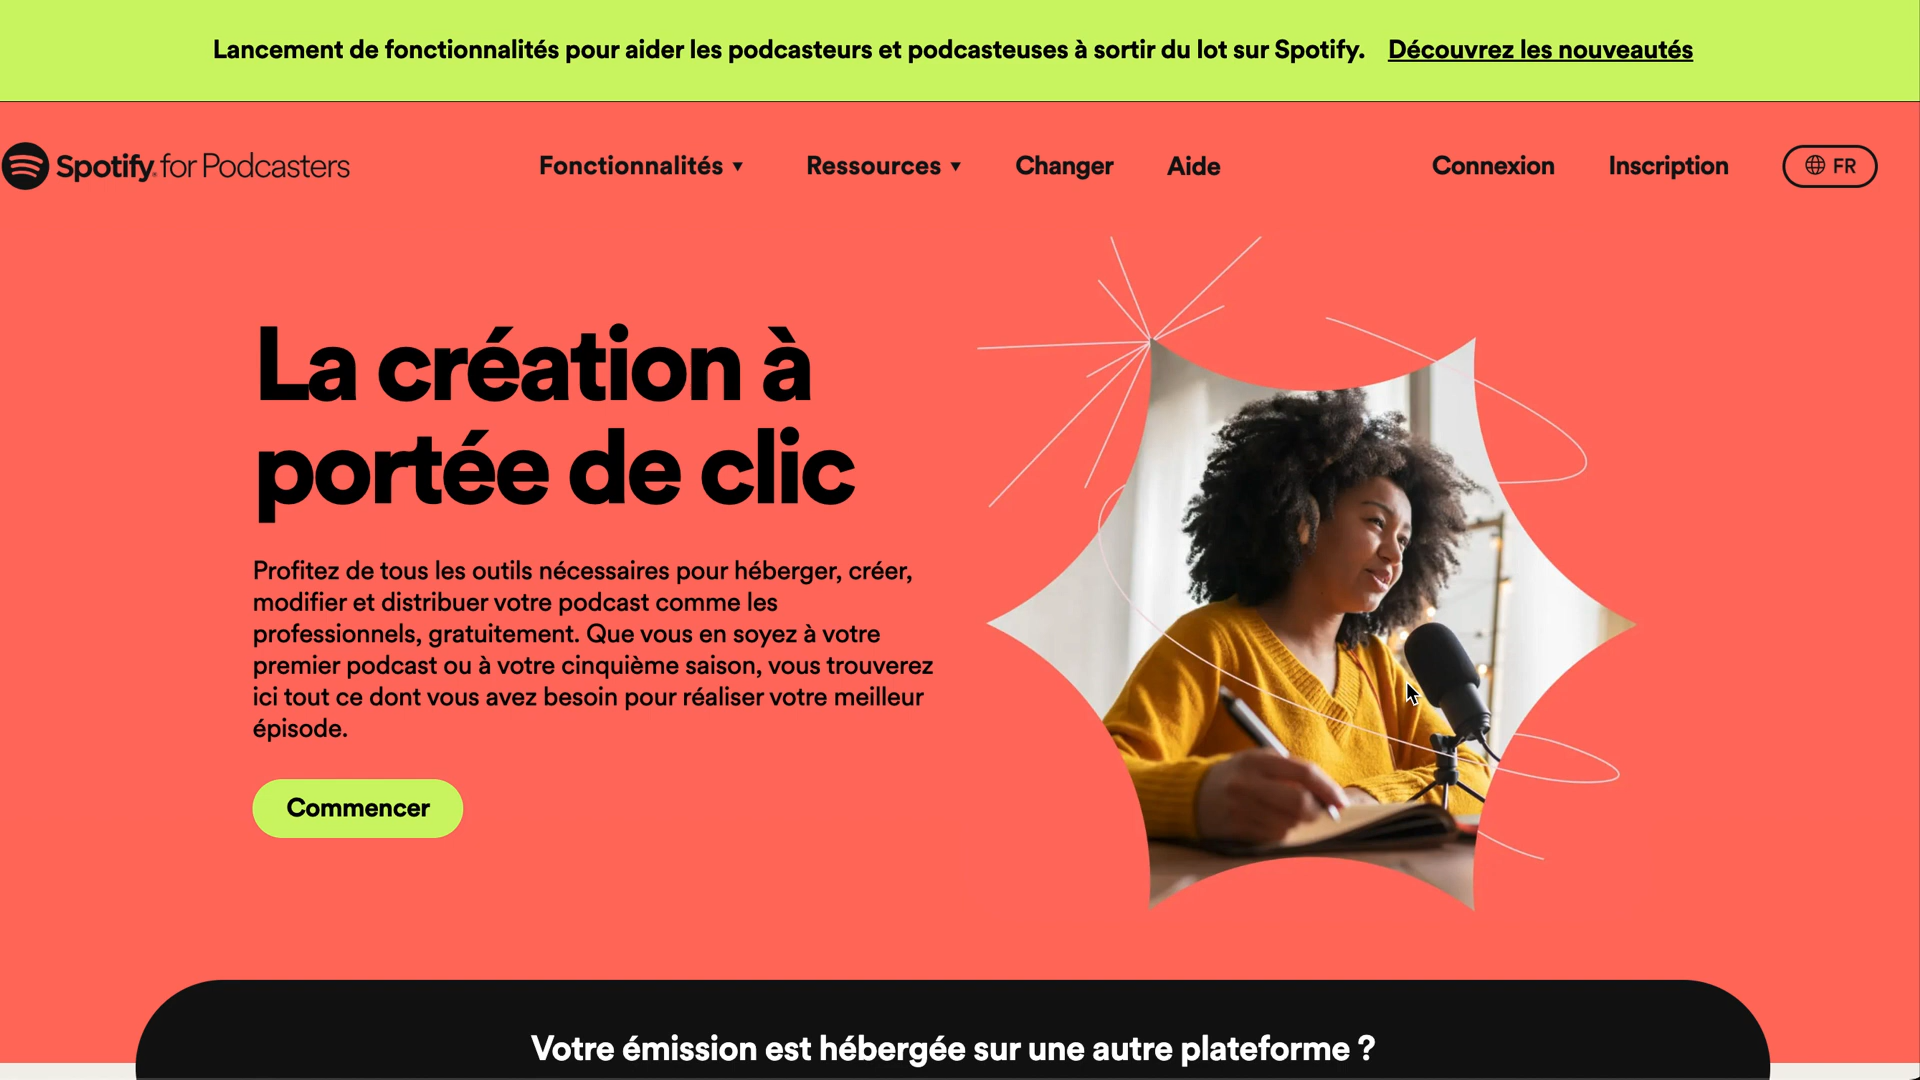 Lancement de fonctionnalités pour aider les podcasteurs et podcasteuses à sortir du lot sur Spotify. Découvrez les nouveautés
Spotify for Podcasters
Fonctionnalités ▼ Ressources ▼ Changer Aide Connexion Inscription FR
La création à
portée de clic
Profitez de tous les outils nécessaires pour héberger, créer,
modifier et distribuer votre podcast comme les
professionnels, gratuitement. Que vous en soyez à votre
premier podcast ou à votre cinquième saison, vous trouverez
ici tout ce dont vous avez besoin pour réaliser votre meilleur
épisode.
Commencer
Votre émission est hébergée sur une autre plateforme ?